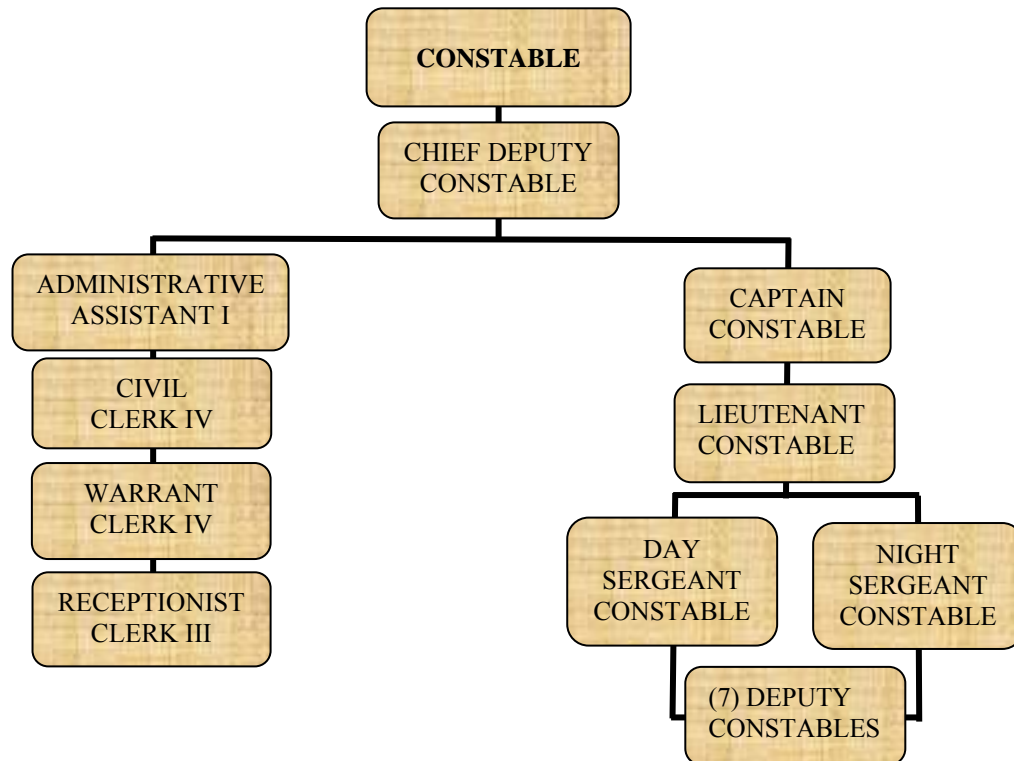 CONSTABLE
CHIEF DEPUTY
CONSTABLE
ADMINISTRATIVE
ASSISTANT I
CIVIL
CLERK IV
WARRANT
CLERK IV
RECEPTIONIST
CLERK III
CAPTAIN
CONSTABLE
LIEUTENANT
CONSTABLE
DAY
SERGEANT
CONSTABLE
NIGHT
SERGEANT
CONSTABLE
(7) DEPUTY
CONSTABLES